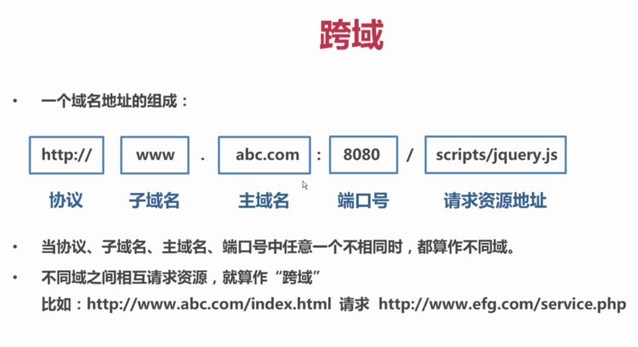 跨域
• 一个域名地址的组成：
http:// www . abc.com : 8080 / scripts/jquery.js
协议 子域名 主域名 端口号 请求资源地址
• 当协议、子域名、主域名、端口号中任意一个不相同时，都算作不同域。
• 不同域之间相互请求资源，就算作“跨域”
比如：http://www.abc.com/index.html 请求 http://www.efg.com/service.php